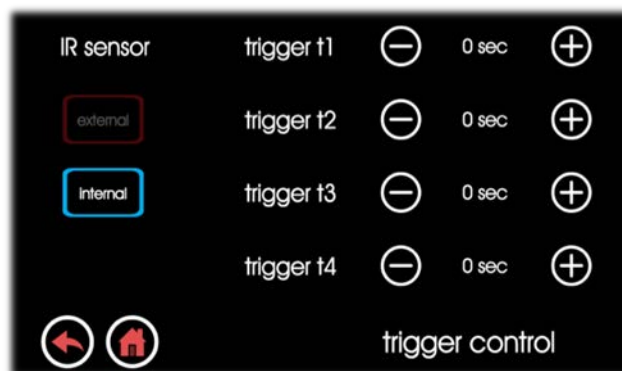 IR sensor trigger t1 0 sec
external trigger t2 0 sec
internal trigger t3 0 sec
trigger t4 0 sec
trigger control